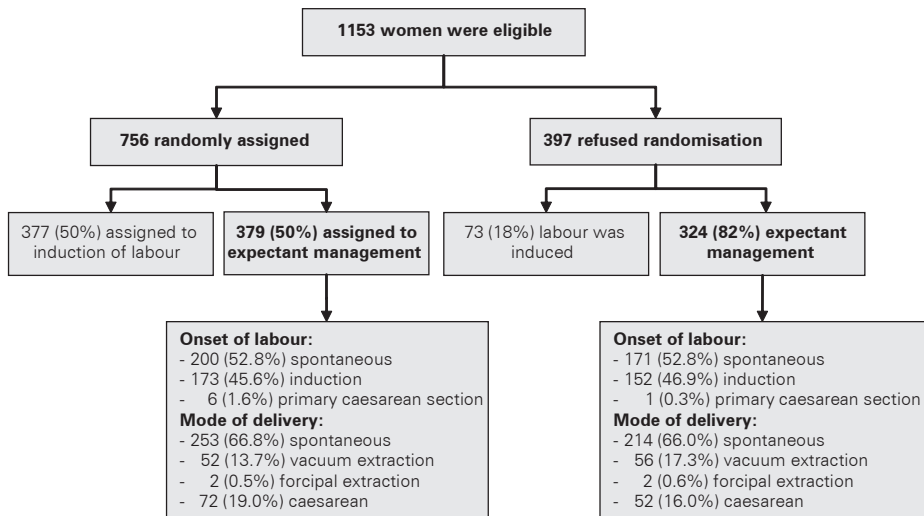 1153 women were eligible
756 randomly assigned
397 refused randomisation
377 (50%) assigned to
induction of labour
379 (50%) assigned to
expectant management
73 (18%) labour was
induced
324 (82%) expectant
management
Onset of labour:
- 200 (52.8%) spontaneous
- 173 (45.6%) induction
- 6 (1.6%) primary caesarean section
Mode of delivery:
- 253 (66.8%) spontaneous
- 52 (13.7%) vacuum extraction
- 2 (0.5%) forcipal extraction
- 72 (19.0%) caesarean
Onset of labour:
- 171 (52.8%) spontaneous
- 152 (46.9%) induction
- 1 (0.3%) primary caesarean section
Mode of delivery:
- 214 (66.0%) spontaneous
- 56 (17.3%) vacuum extraction
- 2 (0.6%) forcipal extraction
- 52 (16.0%) caesarean